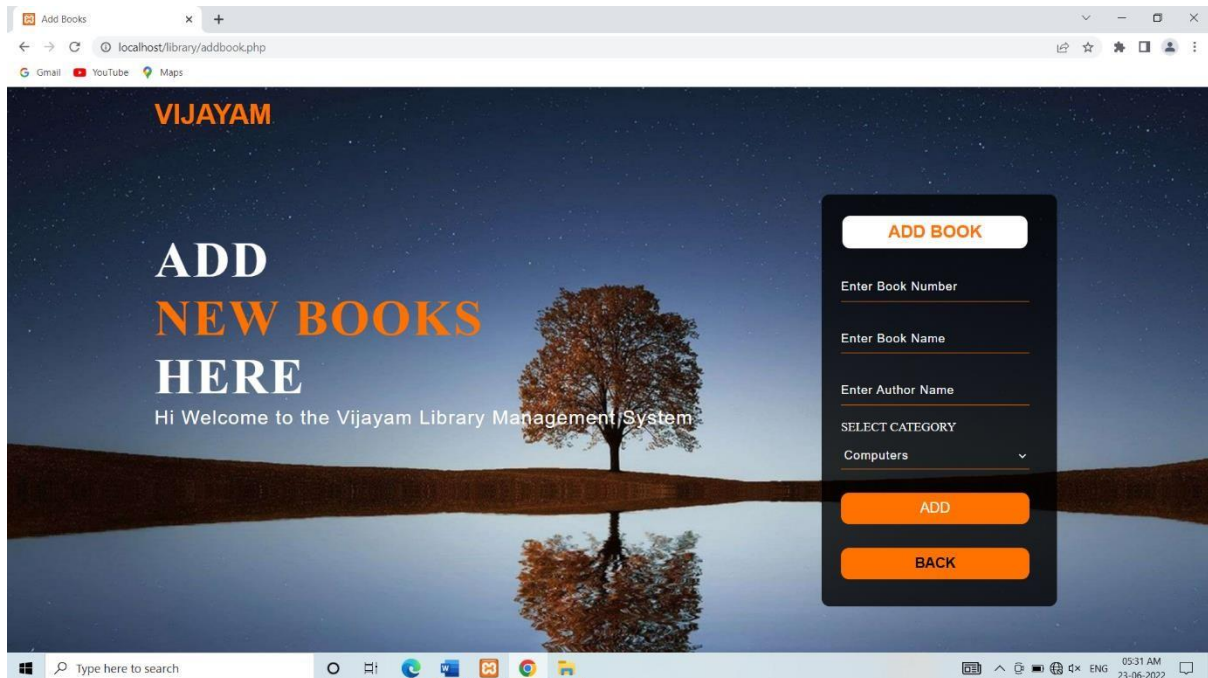 Add Books
localhost/library/addbook.php
Gmail YouTube Maps
VIJAYAM
ADD
NEW BOOKS
HERE
Hi Welcome to the Vijayam Library Management System
ADD BOOK
Enter Book Number
Enter Book Name
Enter Author Name
SELECT CATEGORY
Computers
ADD
BACK
Type here to search
ENG
05:31 AM
23-06-2022